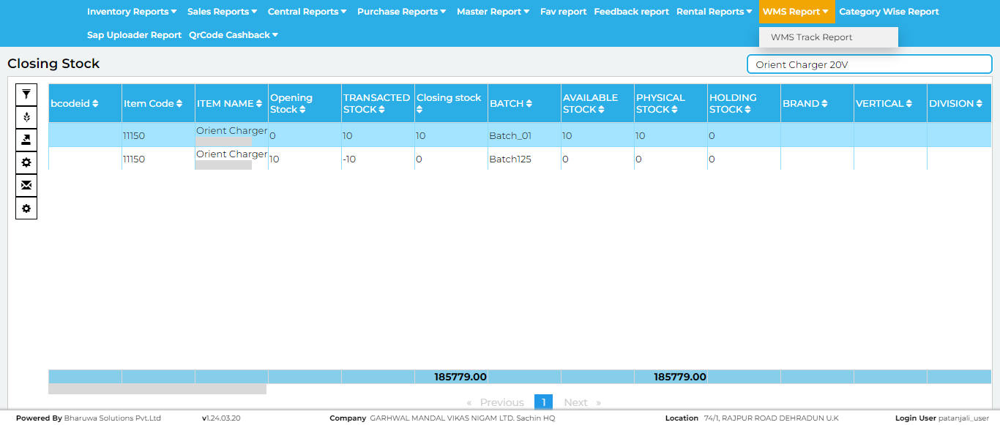 Inventory Reports Sales Reports Central Reports Purchase Reports Master Report Fav report Feedback report Rental Reports WMS Report Category Wise Report
Sap Uploader Report QrCode Cashback WMS Track Report
Closing Stock Orient Charger 20V
bcodeid Item Code ITEM NAME Opening Stock TRANSACTED STOCK Closing stock BATCH AVAILABLE STOCK PHYSICAL STOCK HOLDING STOCK BRAND VERTICAL DIVISION
11150 Orient Charger 0 10 10 Batch_01 10 10 0
11150 Orient Charger 10 -10 0 Batch125 0 0 0
185779.00 185779.00
« Previous 1 Next »
Powered By Bharuwa Solutions Pvt.Ltd v1.24.03.20 Company GARHWAL MANDAL VIKAS NIGAM LTD. Sachin HQ Location 74/1, RAJPUR ROAD DEHRADUN U.K Login User patanjali_user